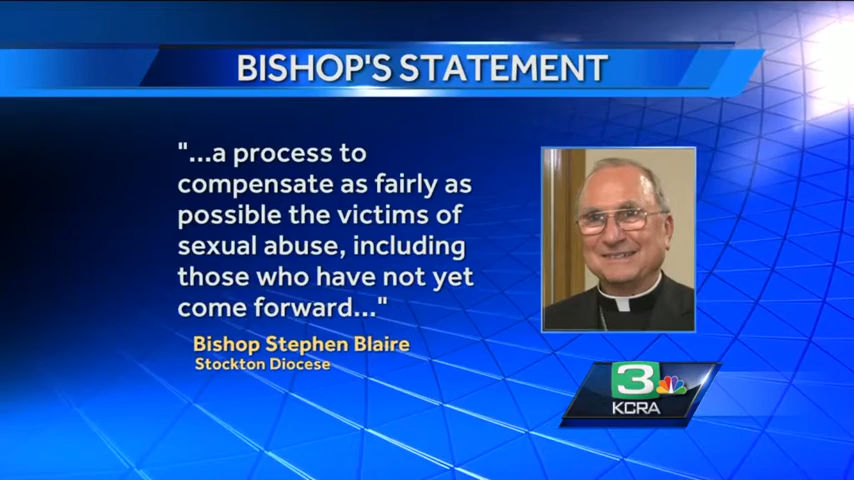 BISHOP'S STATEMENT
"...a process to
compensate as fairly as
possible the victims of
sexual abuse, including
those who have not yet
come forward..."
Bishop Stephen Blaire
Stockton Diocese
3
KCRA